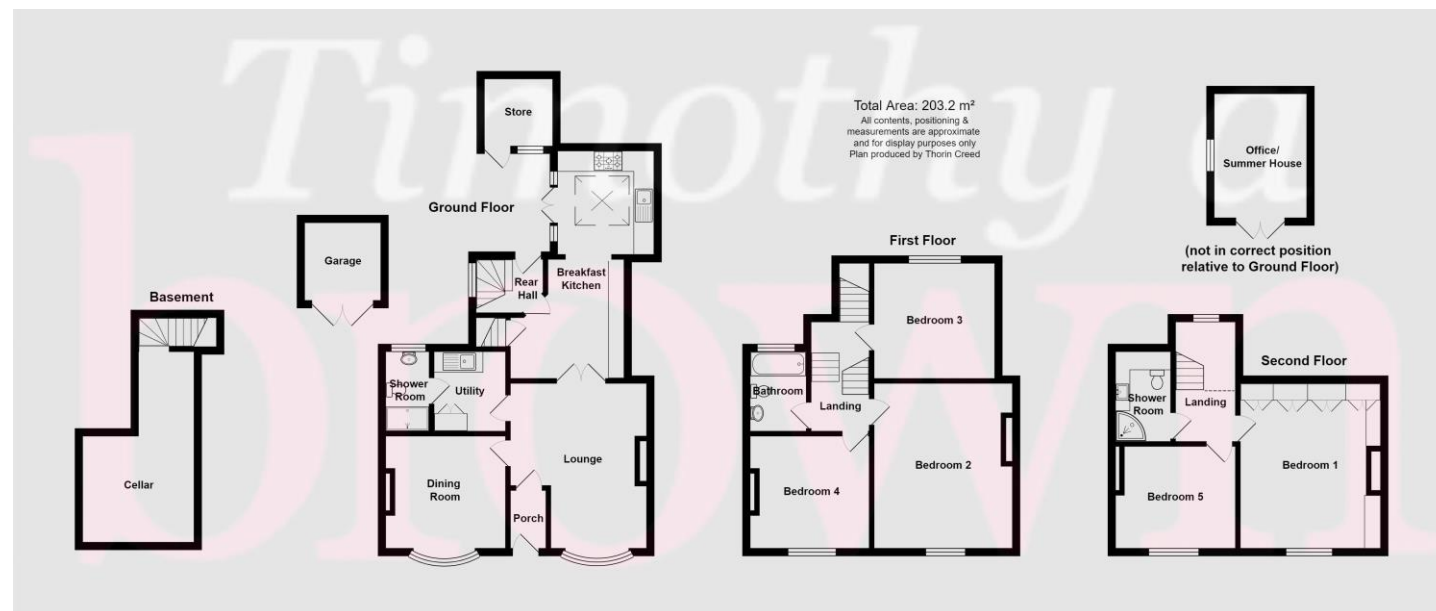 Timothy a
brown
Total Area: 203.2 m²
All contents, positioning &
measurements are approximate
and for display purposes only
Plan produced by Thorin Creed
Basement
Cellar
Garage
Ground Floor
Store
Breakfast
Kitchen
Rear
Hall
Shower
Room
Utility
Dining
Room
Lounge
Porch
First Floor
Bedroom 3
Bathroom
Landing
Bedroom 4
Bedroom 2
Office/
Summer House
(not in correct position
relative to Ground Floor)
Second Floor
Shower
Room
Landing
Bedroom 5
Bedroom 1